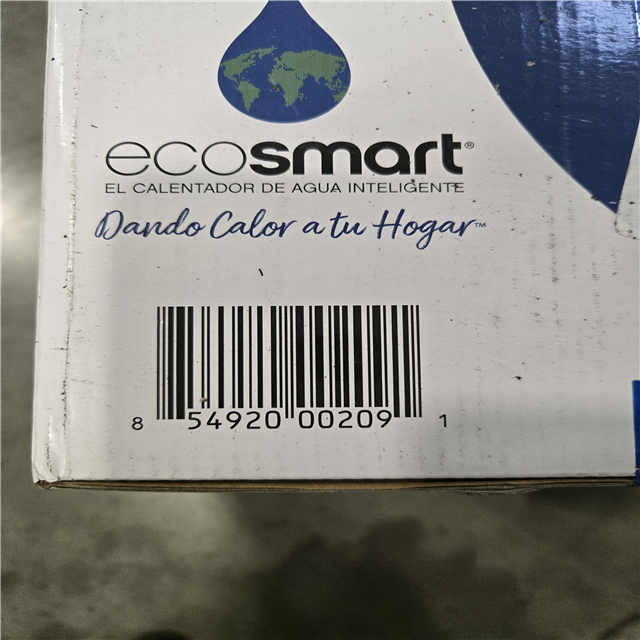 ecosmart®
EL CALENTADOR DE AGUA INTELIGENTE
Dando Calor a tu Hogar™
8 54920 00209 1